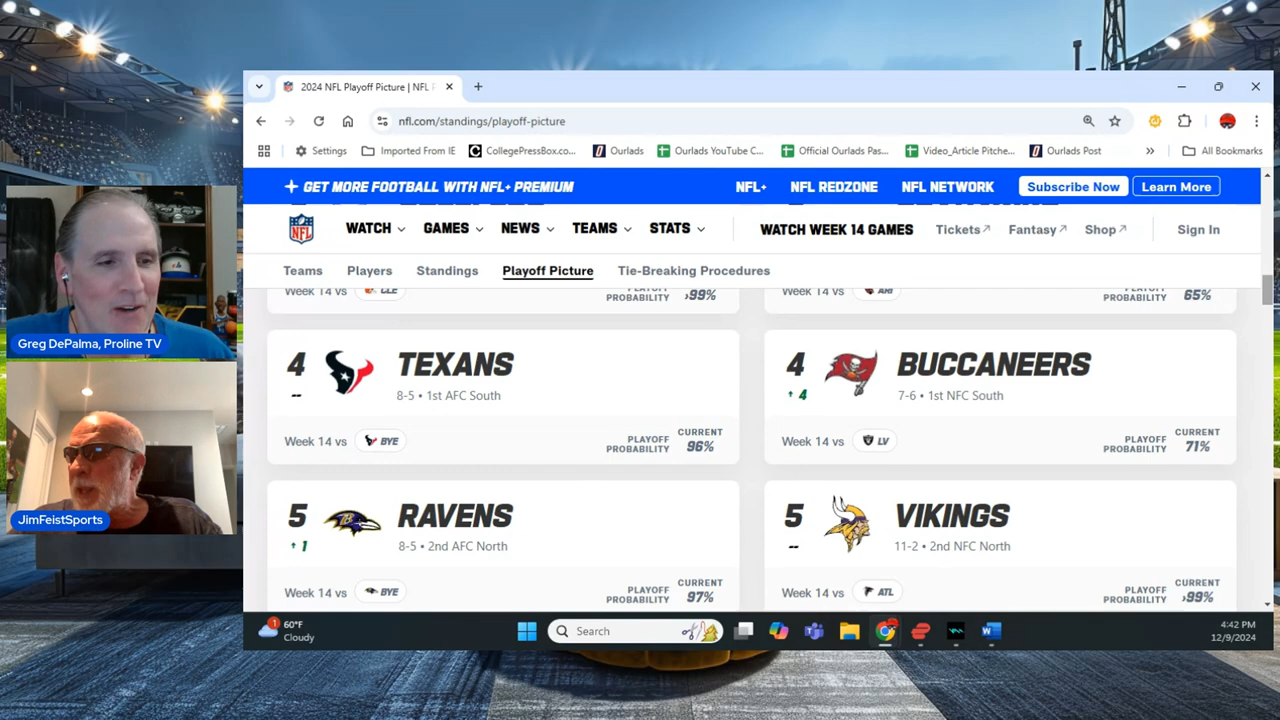 2024 NFL Playoff Picture | NFL F
nfl.com/standings/playoff-picture
Settings
Imported From IE
CollegePressBox.co...
Ourlads
Ourlads YouTube C...
Official Ourlads Pas...
Video_Article Pitche...
Ourlads Post
All Bookmarks
GET MORE FOOTBALL WITH NFL+ PREMIUM
NFL+
NFL REDZONE
NFL NETWORK
Subscribe Now
Learn More
NFL
WATCH
GAMES
NEWS
TEAMS
STATS
WATCH WEEK 14 GAMES
Tickets
Fantasy
Shop
Sign In
Teams
Players
Standings
Playoff Picture
Tie-Breaking Procedures
Week 14 vs
CLE
PROBABILITY
>99%
ARI
PROBABILITY
65%
4
TEXANS
--
8-5 • 1st AFC South
Week 14 vs
BYE
PLAYOFF
PROBABILITY
CURRENT
96%
4
BUCCANEERS
↑ 4
7-6 • 1st NFC South
Week 14 vs
LV
PLAYOFF
PROBABILITY
CURRENT
71%
5
RAVENS
↑ 1
8-5 • 2nd AFC North
Week 14 vs
BYE
PLAYOFF
PROBABILITY
CURRENT
97%
5
VIKINGS
--
11-2 • 2nd NFC North
Week 14 vs
ATL
PLAYOFF
PROBABILITY
CURRENT
>99%
Greg DePalma, Proline TV
JimFeistSports
1
60°F
Cloudy
Search
4:42 PM
12/9/2024